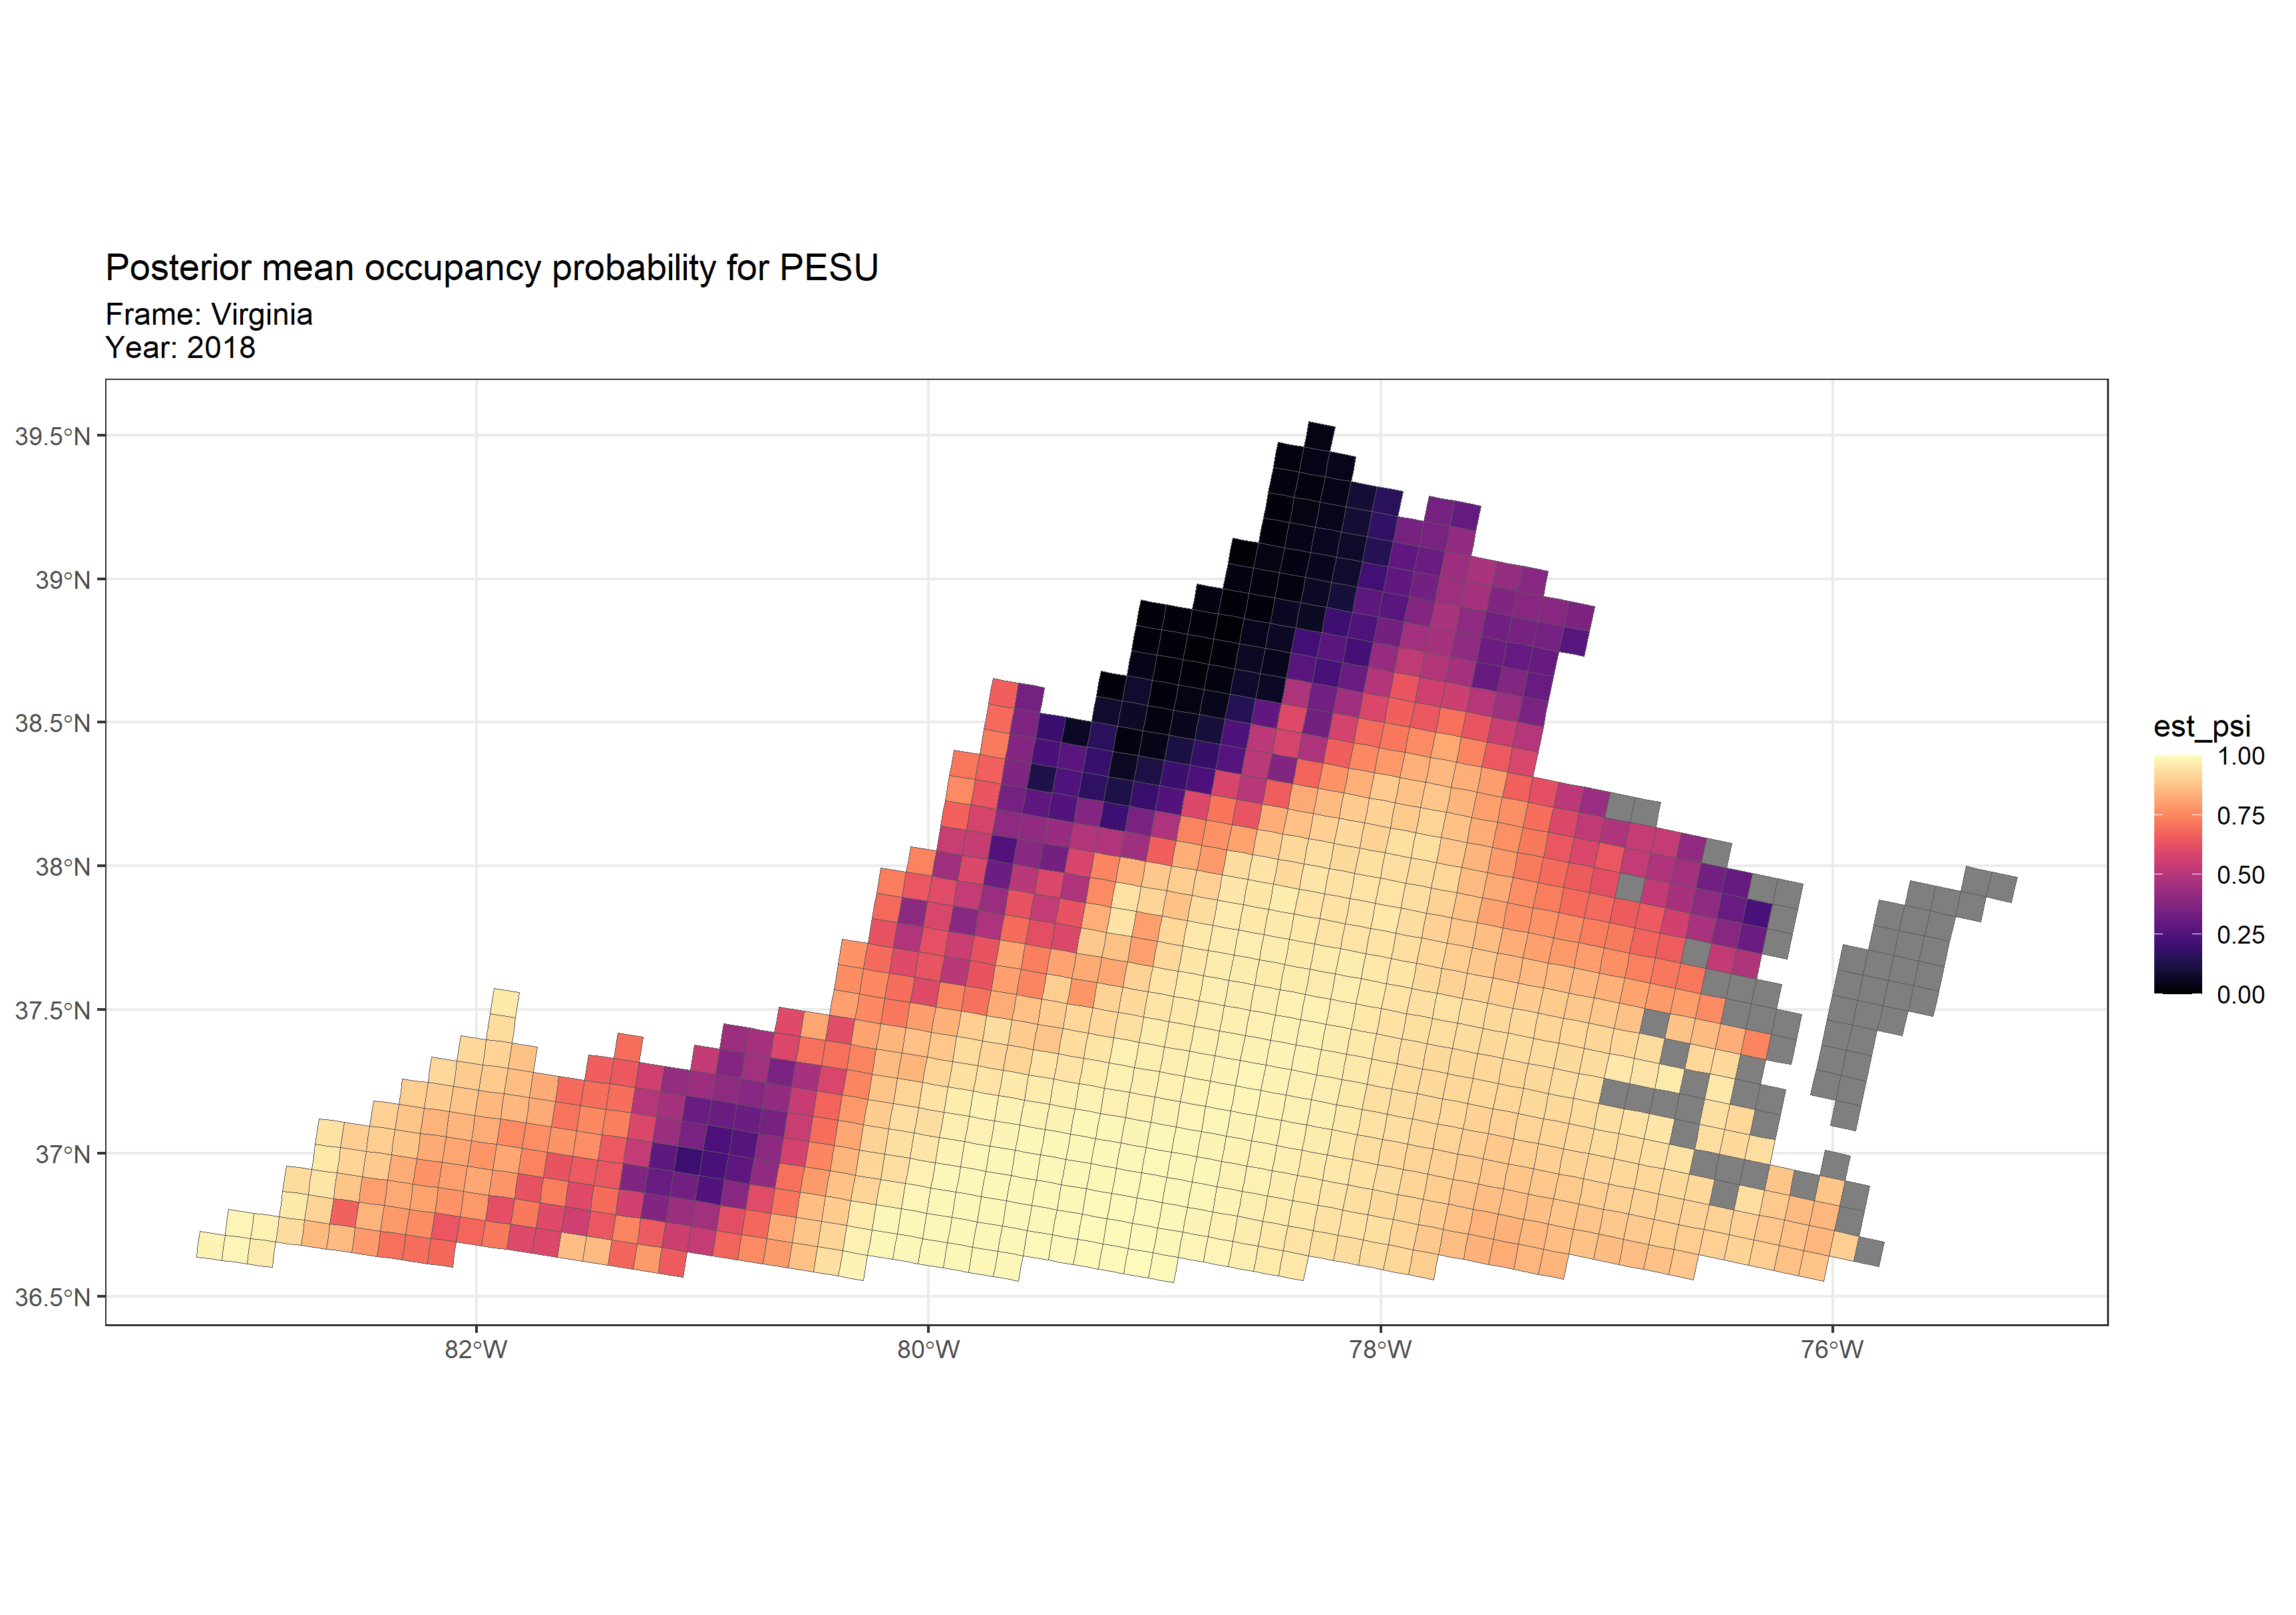 Posterior mean occupancy probability for PESU
Frame: Virginia
Year: 2018
39.5°N
39°N
38.5°N
38°N
37.5°N
37°N
36.5°N
82°W
80°W
78°W
76°W
est_psi
1.00
0.75
0.50
0.25
0.00